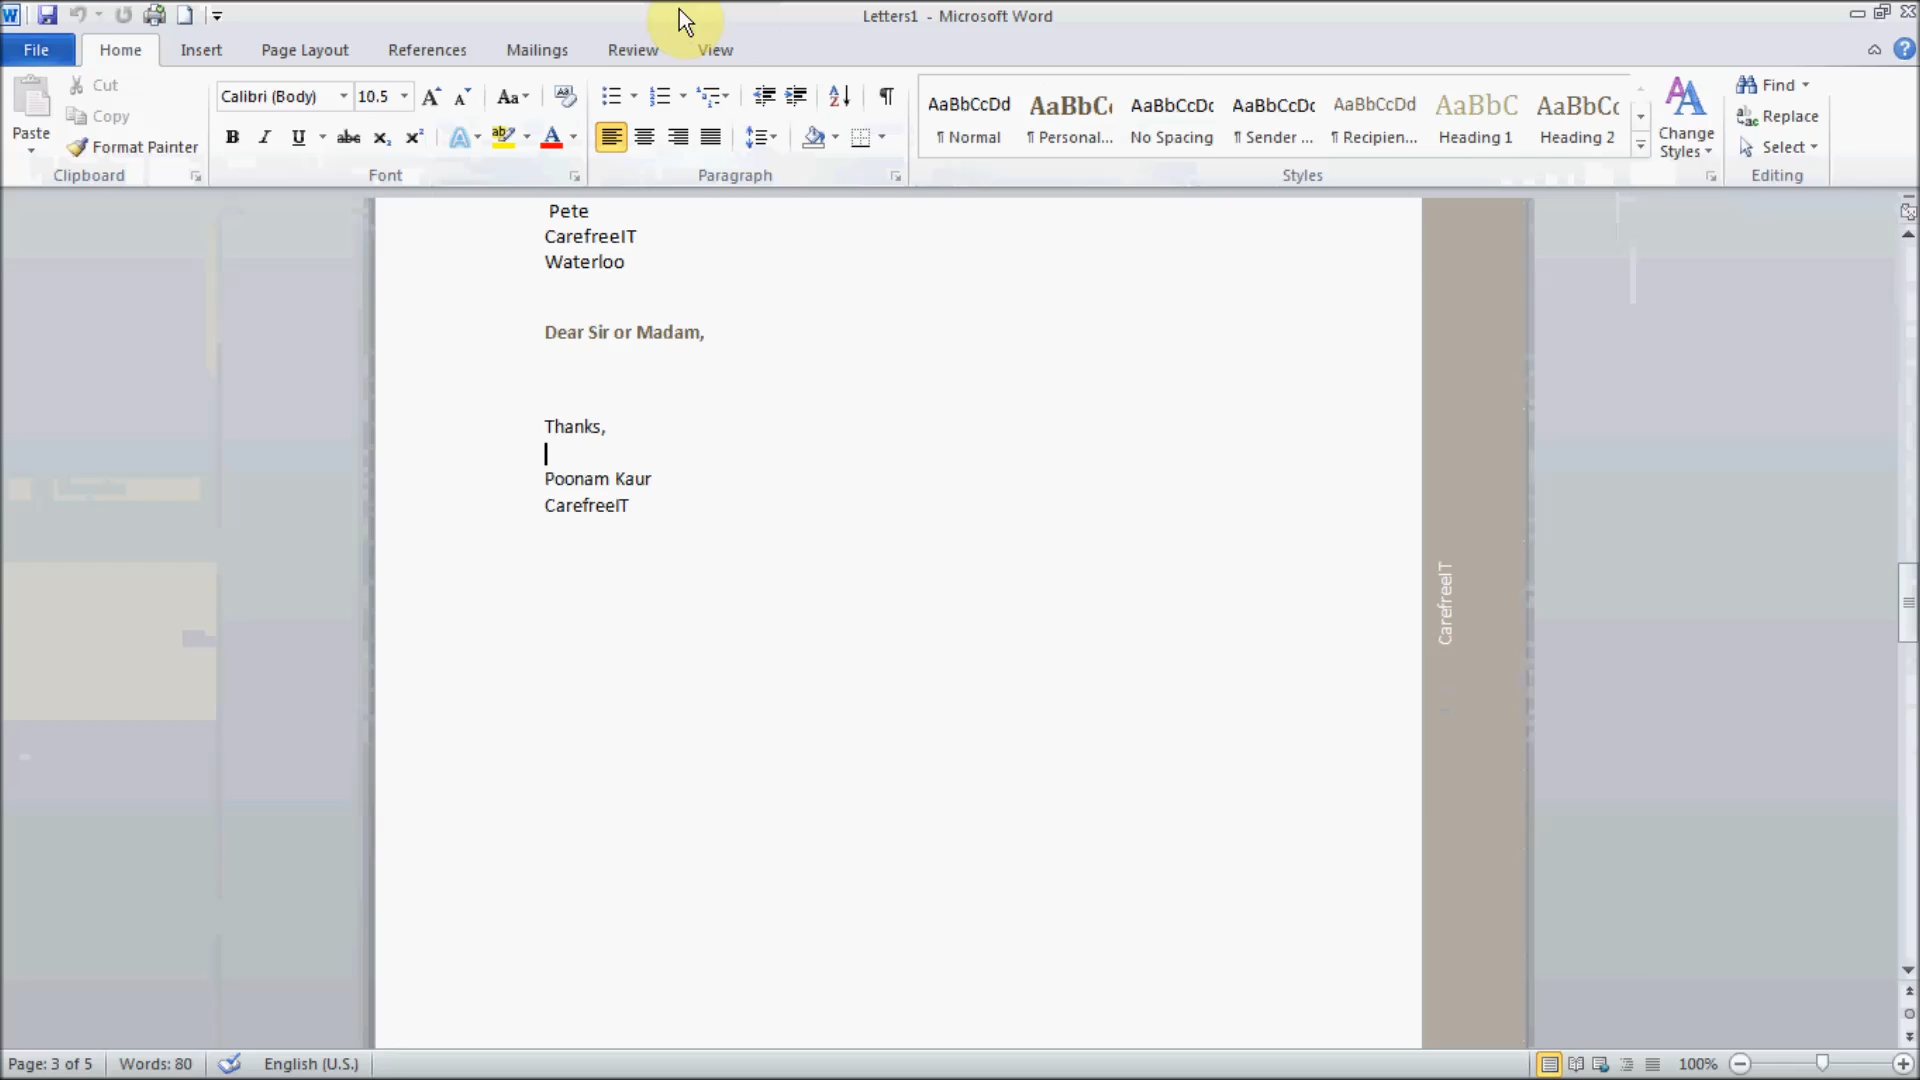 Letters1 - Microsoft Word
File Home Insert Page Layout References Mailings Review View
Paste
Cut
Copy
Format Painter
Clipboard
Calibri (Body) 10.5
Font
Paragraph
AaBbCcDd AaBbC AaBbCcDc AaBbCcDc AaBbCcDd AaBbC AaBbCc
¶ Normal ¶ Personal... No Spacing ¶ Sender ... ¶ Recipien... Heading 1 Heading 2
Change Styles
Styles
Find
Replace
Select
Editing
Pete
CarefreeIT
Waterloo
Dear Sir or Madam,
Thanks,
Poonam Kaur
CarefreeIT
CarefreeIT
Page: 3 of 5 Words: 80 English (U.S.) 100%